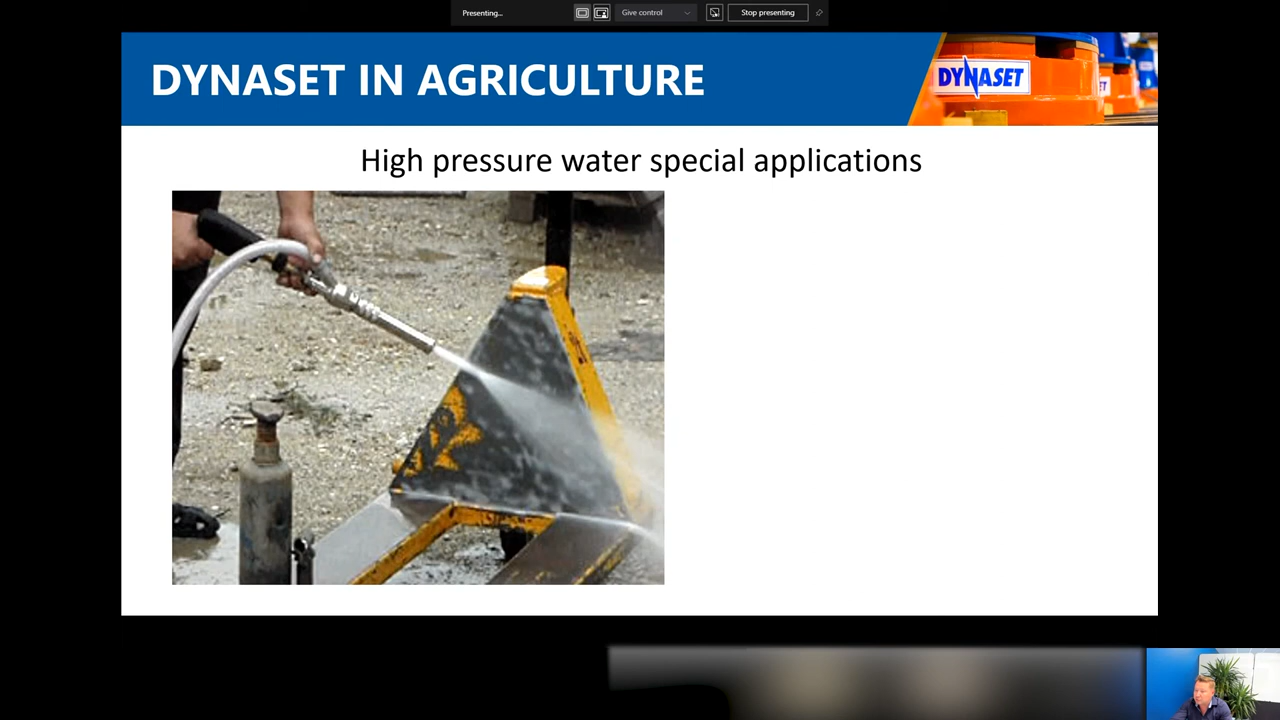 Presenting...
Give control
Stop presenting
DYNASET IN AGRICULTURE
DYNASET
High pressure water special applications